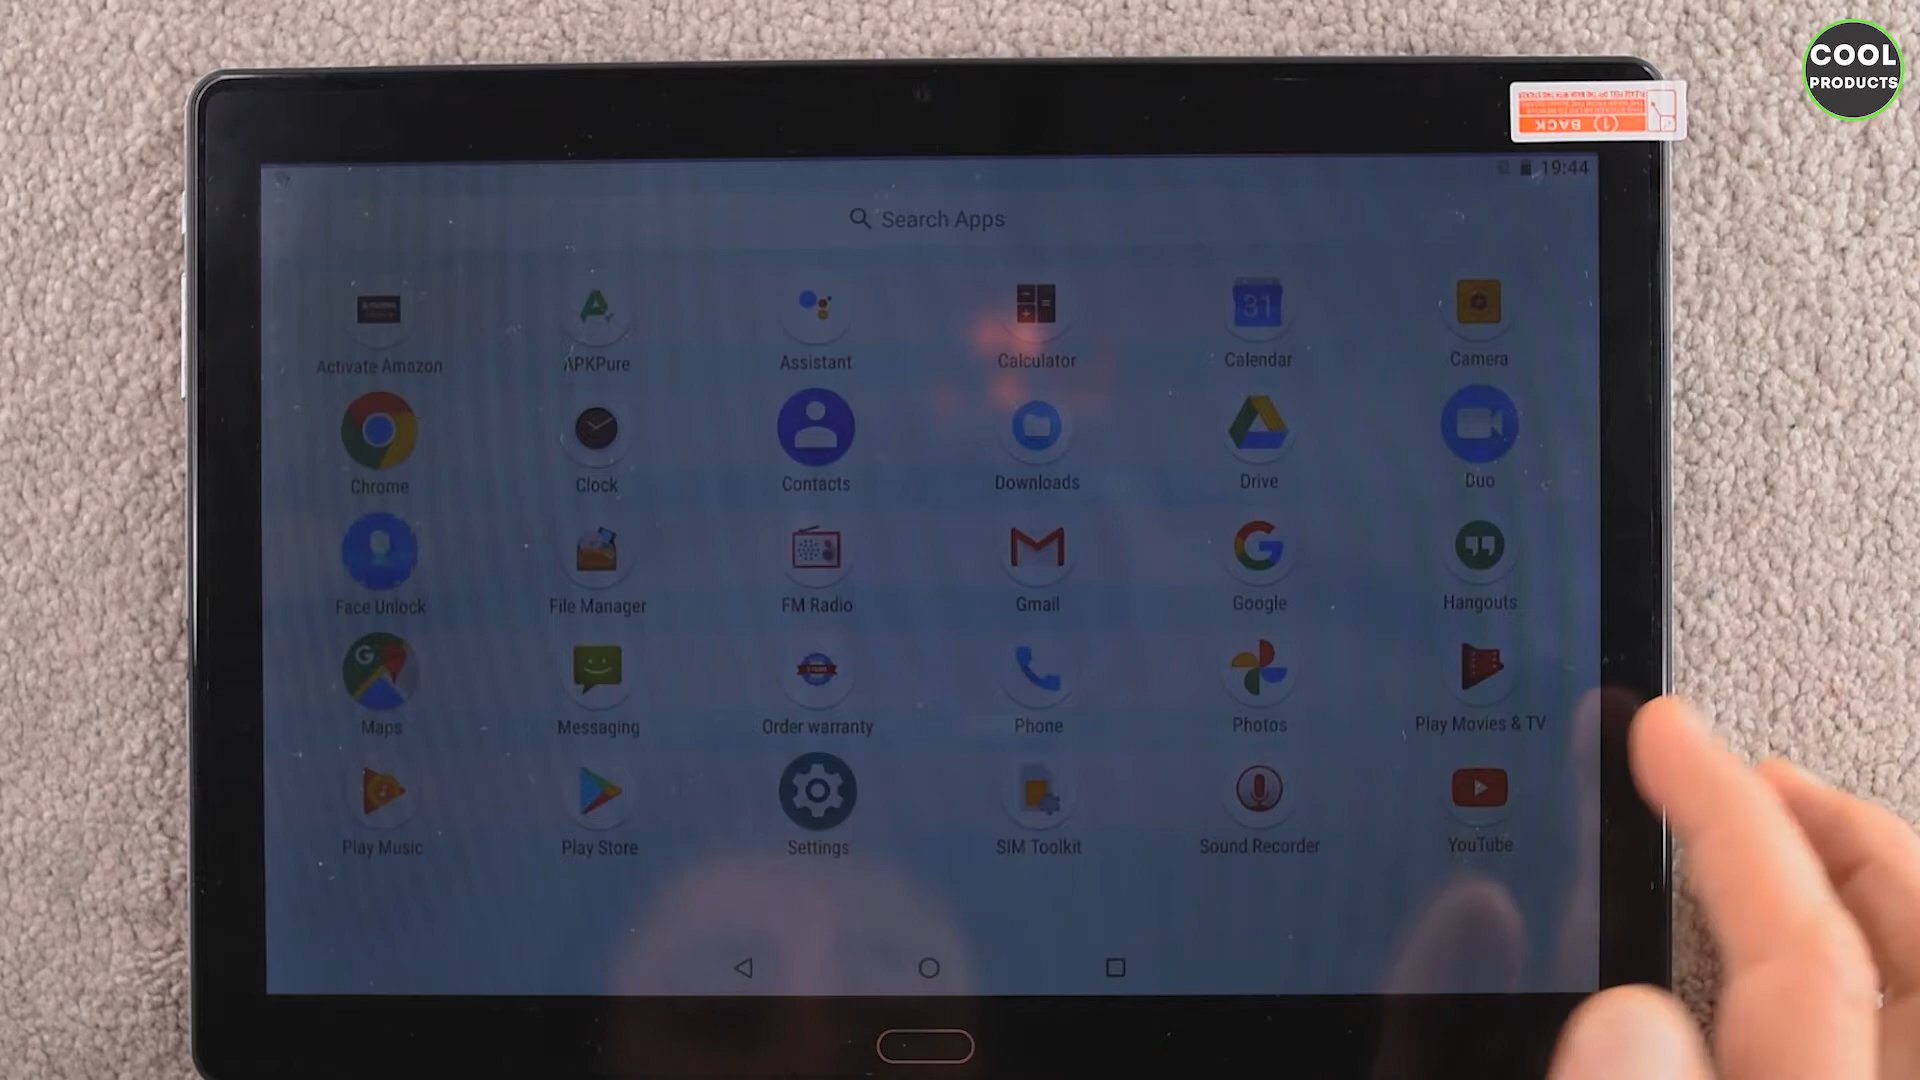 COOL
PRODUCTS
BACK
1
19:44
Search Apps
31
Activate Amazon
APKPure
Assistant
Calculator
Calendar
Camera
Chrome
Clock
Contacts
Downloads
Drive
Duo
Face Unlock
File Manager
FM Radio
Gmail
Google
Hangouts
G
Maps
Messaging
Order warranty
Phone
Photos
Play Movies & TV
Play Music
Play Store
Settings
SIM Toolkit
Sound Recorder
YouTube